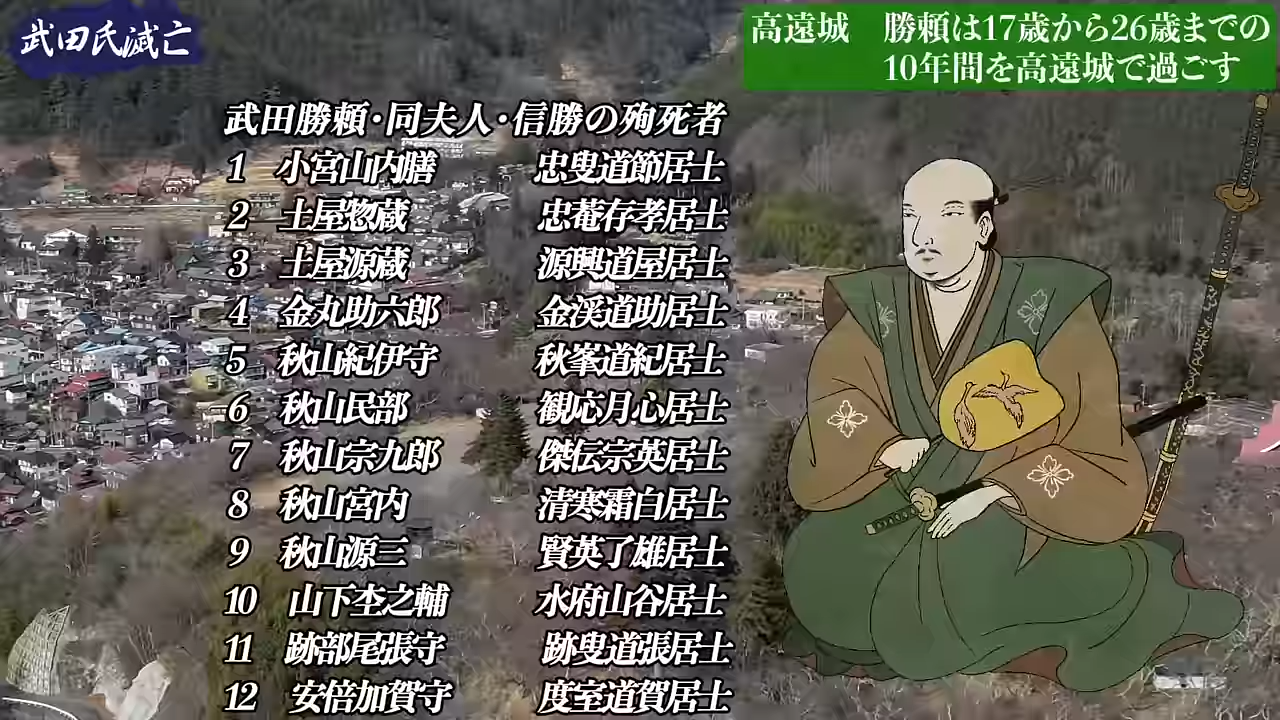 武田氏滅亡
高遠城　勝頼は17歳から26歳までの
10年間を高遠城で過ごす
武田勝頼・同夫人・信勝の殉死者
1 小宮山内膳 忠叟道節居士
2 土屋惣蔵 忠菴存孝居士
3 土屋源蔵 源興道屋居士
4 金丸助六郎 金渓道助居士
5 秋山紀伊守 秋峯道紀居士
6 秋山民部 観応月心居士
7 秋山宗九郎 傑伝宗英居士
8 秋山宮内 清寒霜白居士
9 秋山源三 賢英了雄居士
10 山下杢之輔 水府山谷居士
11 跡部尾張守 跡叟道張居士
12 安倍加賀守 度室道賀居士